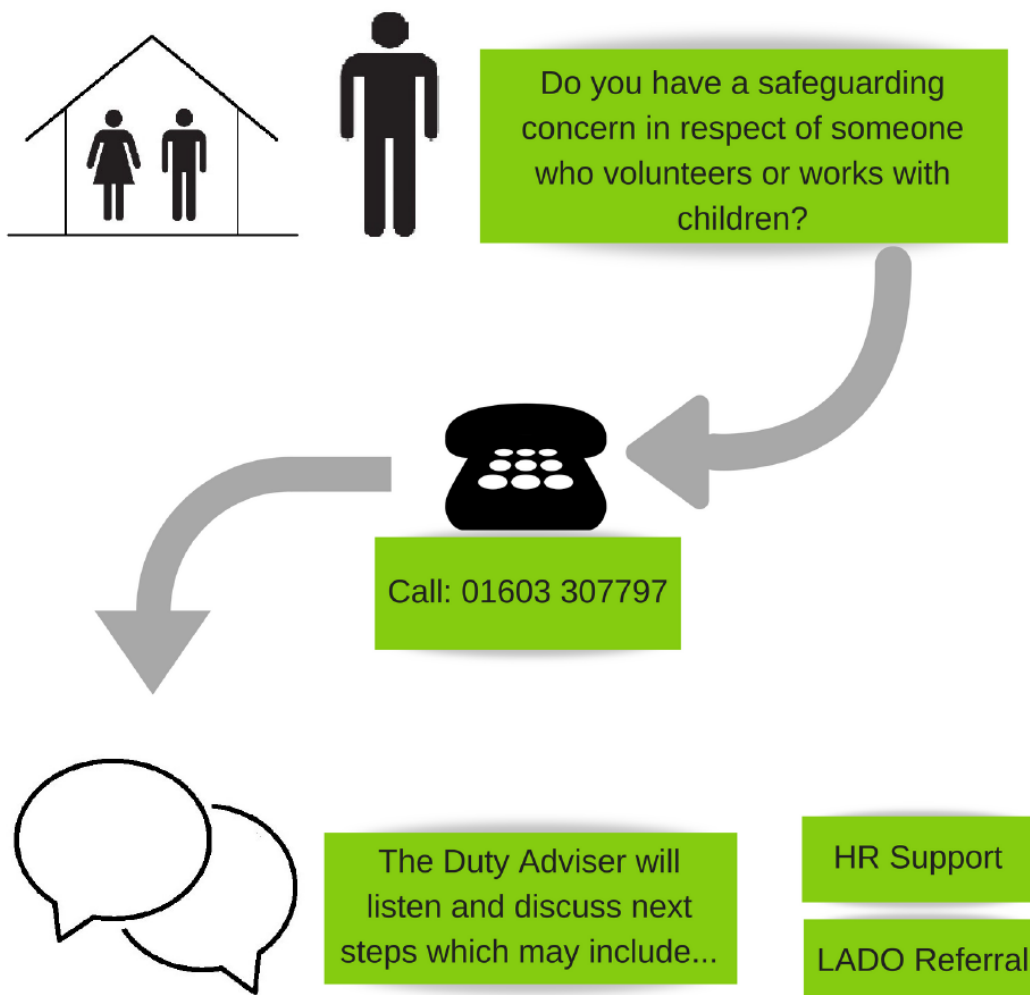 Do you have a safeguarding
concern in respect of someone
who volunteers or works with
children?
Call: 01603 307797
The Duty Adviser will
listen and discuss next
steps which may include...
HR Support
LADO Referral